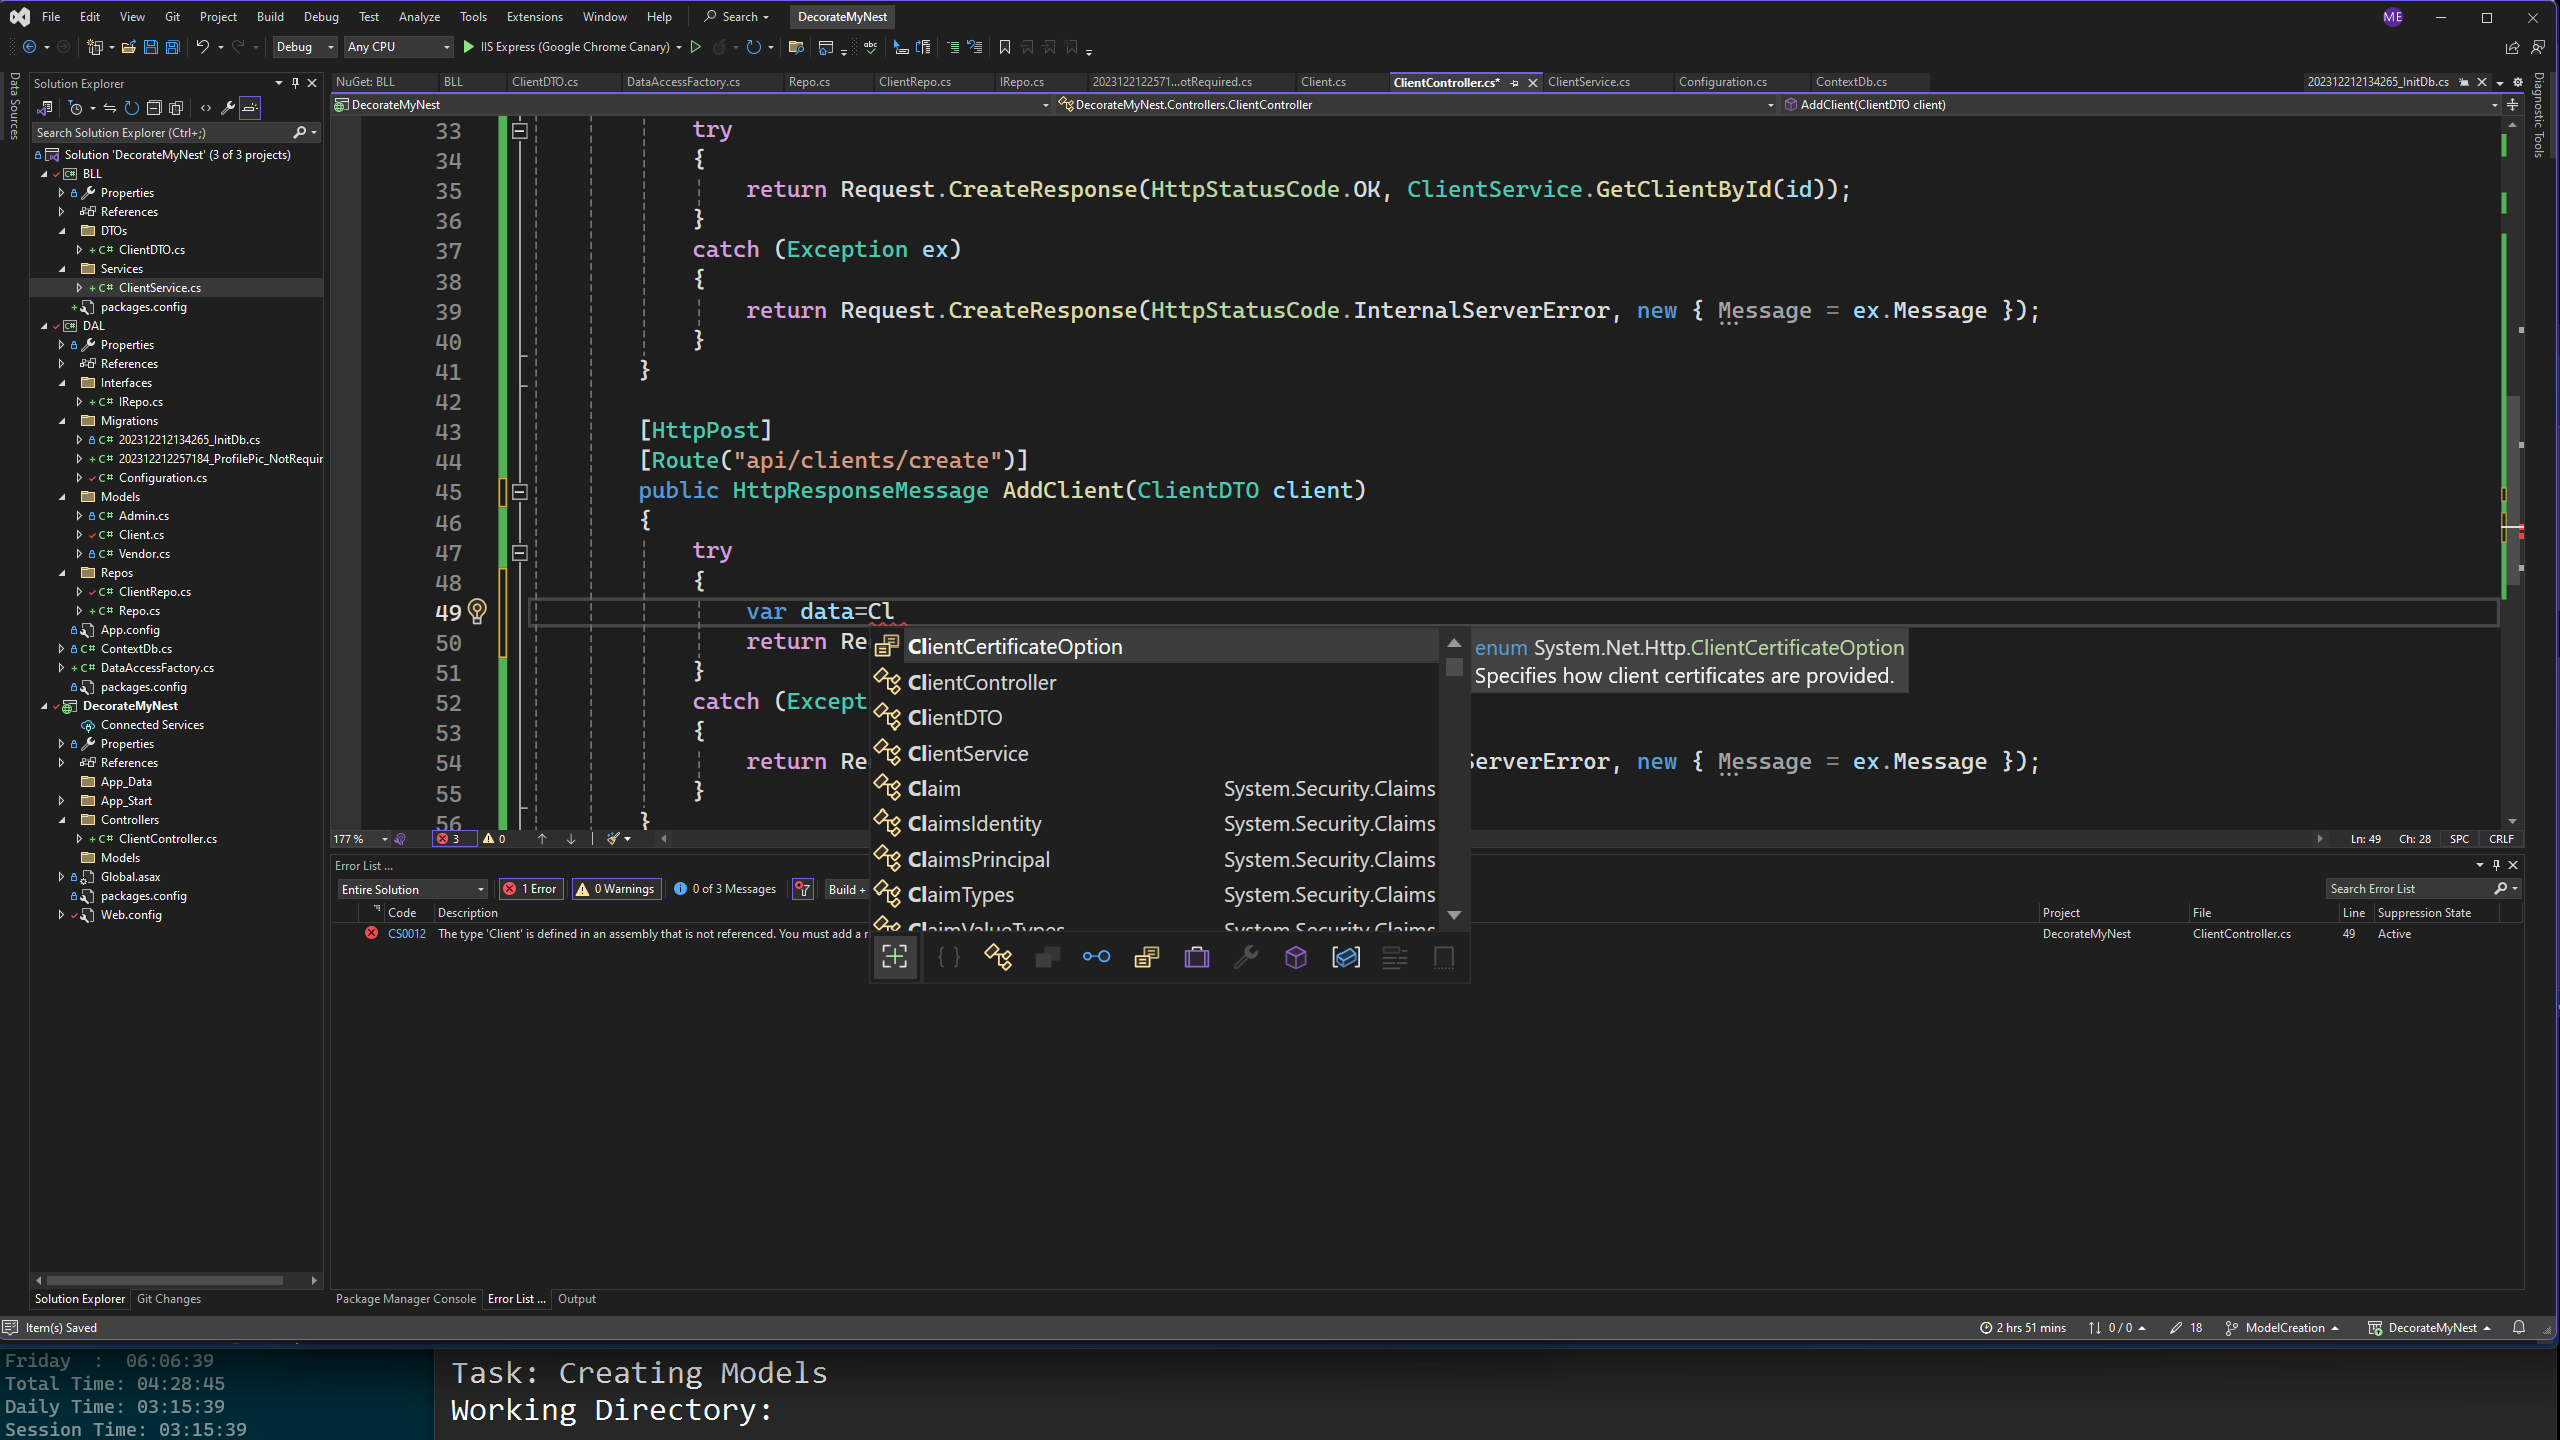 File Edit View Git Project Build Debug Test Analyze Tools Extensions Window Help Search DecorateMyNest ME
Debug Any CPU IIS Express (Google Chrome Canary)
Data Sources
Solution Explorer
Search Solution Explorer (Ctrl+;)
Solution 'DecorateMyNest' (3 of 3 projects)
BLL
Properties
References
DTOs
ClientDTO.cs
Services
ClientService.cs
packages.config
DAL
Properties
References
Interfaces
IRepo.cs
Migrations
202312212134265_InitDb.cs
202312212257184_ProfilePic_NotRequir
Configuration.cs
Models
Admin.cs
Client.cs
Vendor.cs
Repos
ClientRepo.cs
Repo.cs
App.config
ContextDb.cs
DataAccessFactory.cs
packages.config
DecorateMyNest
Connected Services
Properties
References
App_Data
App_Start
Controllers
ClientController.cs
Models
Global.asax
packages.config
Web.config
Solution Explorer Git Changes
NuGet: BLL BLL ClientDTO.cs DataAccessFactory.cs Repo.cs ClientRepo.cs IRepo.cs 202312212257​1...otRequired.cs Client.cs ClientController.cs* ClientService.cs Configuration.cs ContextDb.cs 202312212134265_InitDb.cs
DecorateMyNest DecorateMyNest.Controllers.ClientController AddClient(ClientDTO client)
Diagnostic Tools
33 try
34 {
35 return Request.CreateResponse(HttpStatusCode.OK, ClientService.GetClientById(id));
36 }
37 catch (Exception ex)
38 {
39 return Request.CreateResponse(HttpStatusCode.InternalServerError, new { Message = ex.Message });
40 }
41 }
42
43 [HttpPost]
44 [Route("api/clients/create")]
45 public HttpResponseMessage AddClient(ClientDTO client)
46 {
47 try
48 {
49 var data=Cl
50 return Re
51 }
52 catch (Except
53 {
54 return Re serverError, new { Message = ex.Message });
55 }
56 }
ClientCertificateOption
ClientController
ClientDTO
ClientService
Claim System.Security.Claims
ClaimsIdentity System.Security.Claims
ClaimsPrincipal System.Security.Claims
ClaimTypes System.Security.Claims
ClaimValueTypes System.Security.Claims
enum System.Net.Http.ClientCertificateOption
Specifies how client certificates are provided.
177 % 3 0 Ln: 49 Ch: 28 SPC CRLF
Error List ...
Entire Solution 1 Error 0 Warnings 0 of 3 Messages Build + Search Error List
Code Description Project File Line Suppression State
CS0012 The type 'Client' is defined in an assembly that is not referenced. You must add a r DecorateMyNest ClientController.cs 49 Active
Package Manager Console Error List ... Output
Item(s) Saved 2 hrs 51 mins 0 / 0 18 ModelCreation DecorateMyNest
Friday : 06:06:39
Total Time: 04:28:45
Daily Time: 03:15:39
Session Time: 03:15:39
Task: Creating Models
Working Directory: